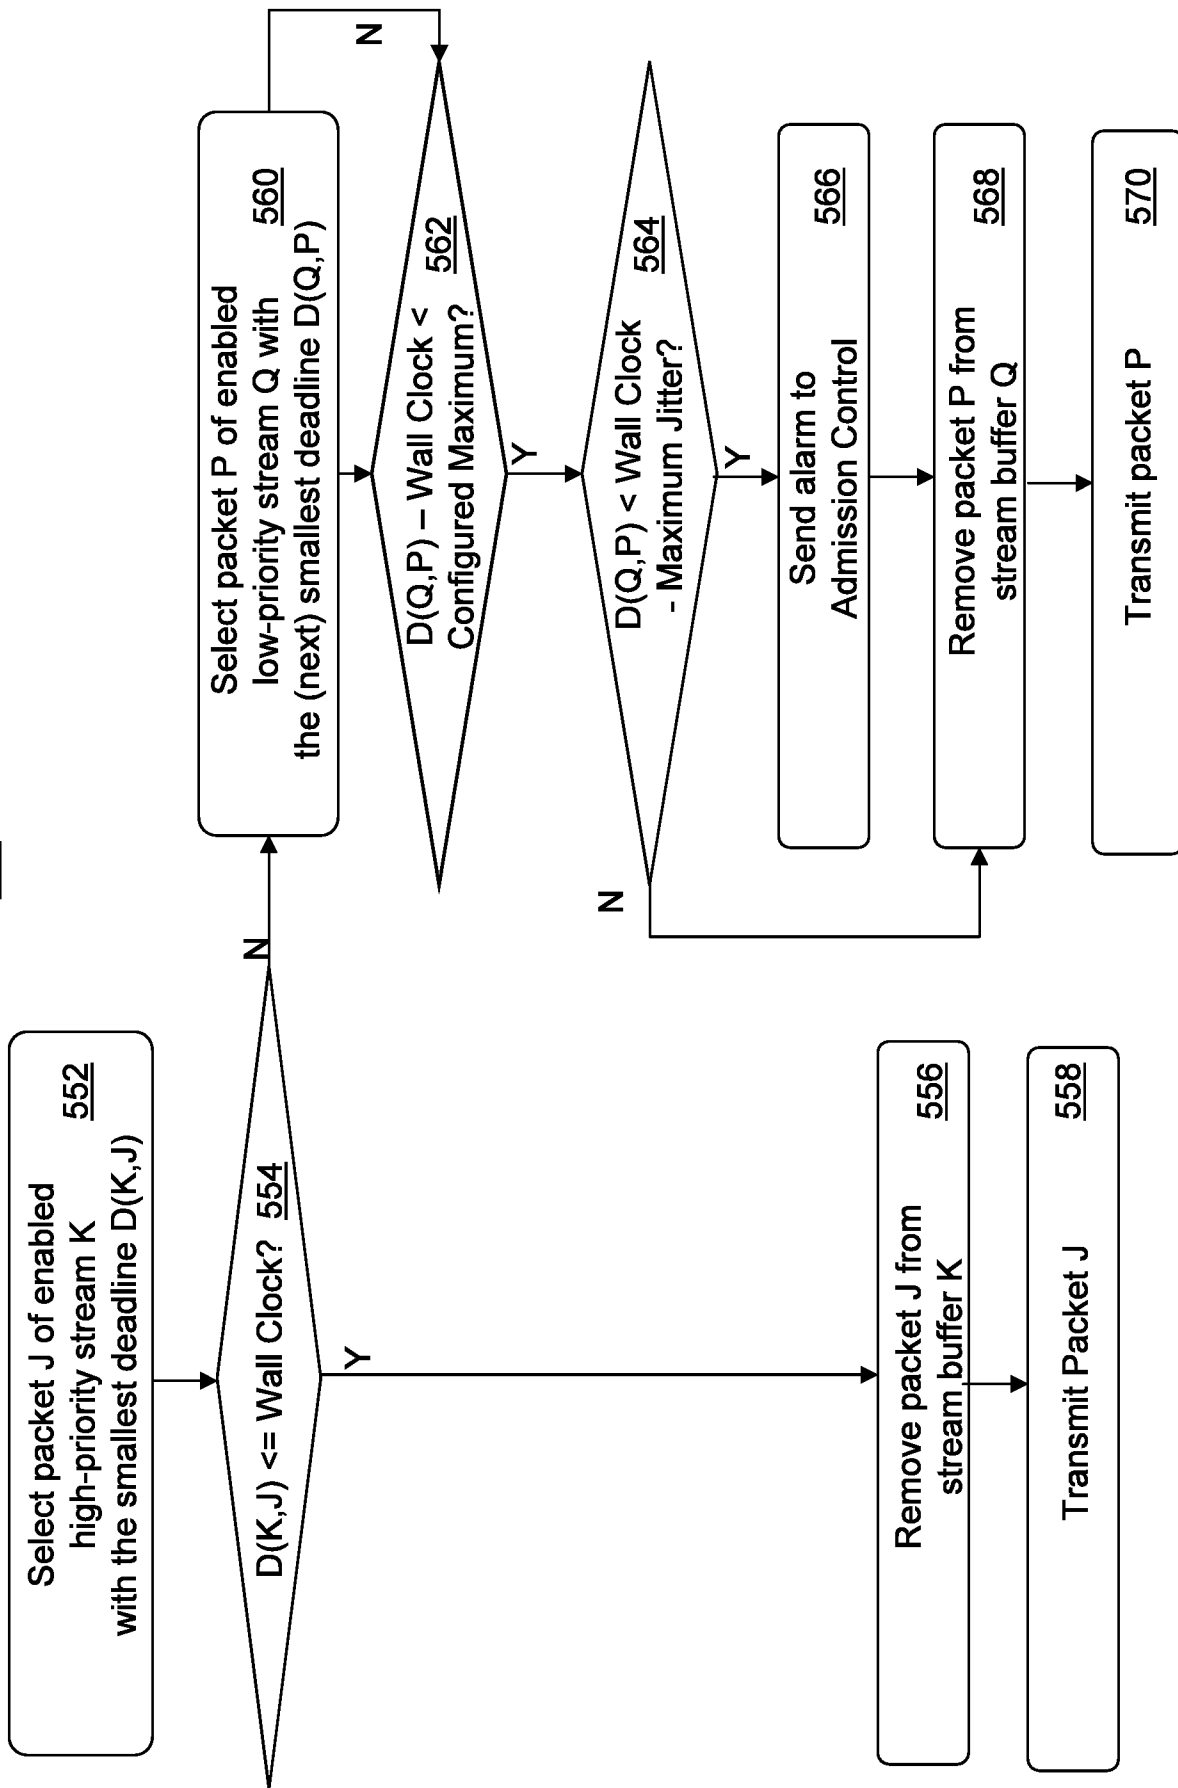 Select packet J of enabled
high-priority stream K
with the smallest deadline D(K,J)
552
D(K,J) <= Wall Clock?
554
N
Y
Remove packet J from
stream buffer K
556
Transmit Packet J
558
Select packet P of enabled
low-priority stream Q with
the (next) smallest deadline D(Q,P)
560
N
D(Q,P) – Wall Clock <
Configured Maximum?
562
Y
D(Q,P) < Wall Clock
- Maximum Jitter?
564
N
Y
Send alarm to
Admission Control
566
Remove packet P from
stream buffer Q
568
Transmit packet P
570